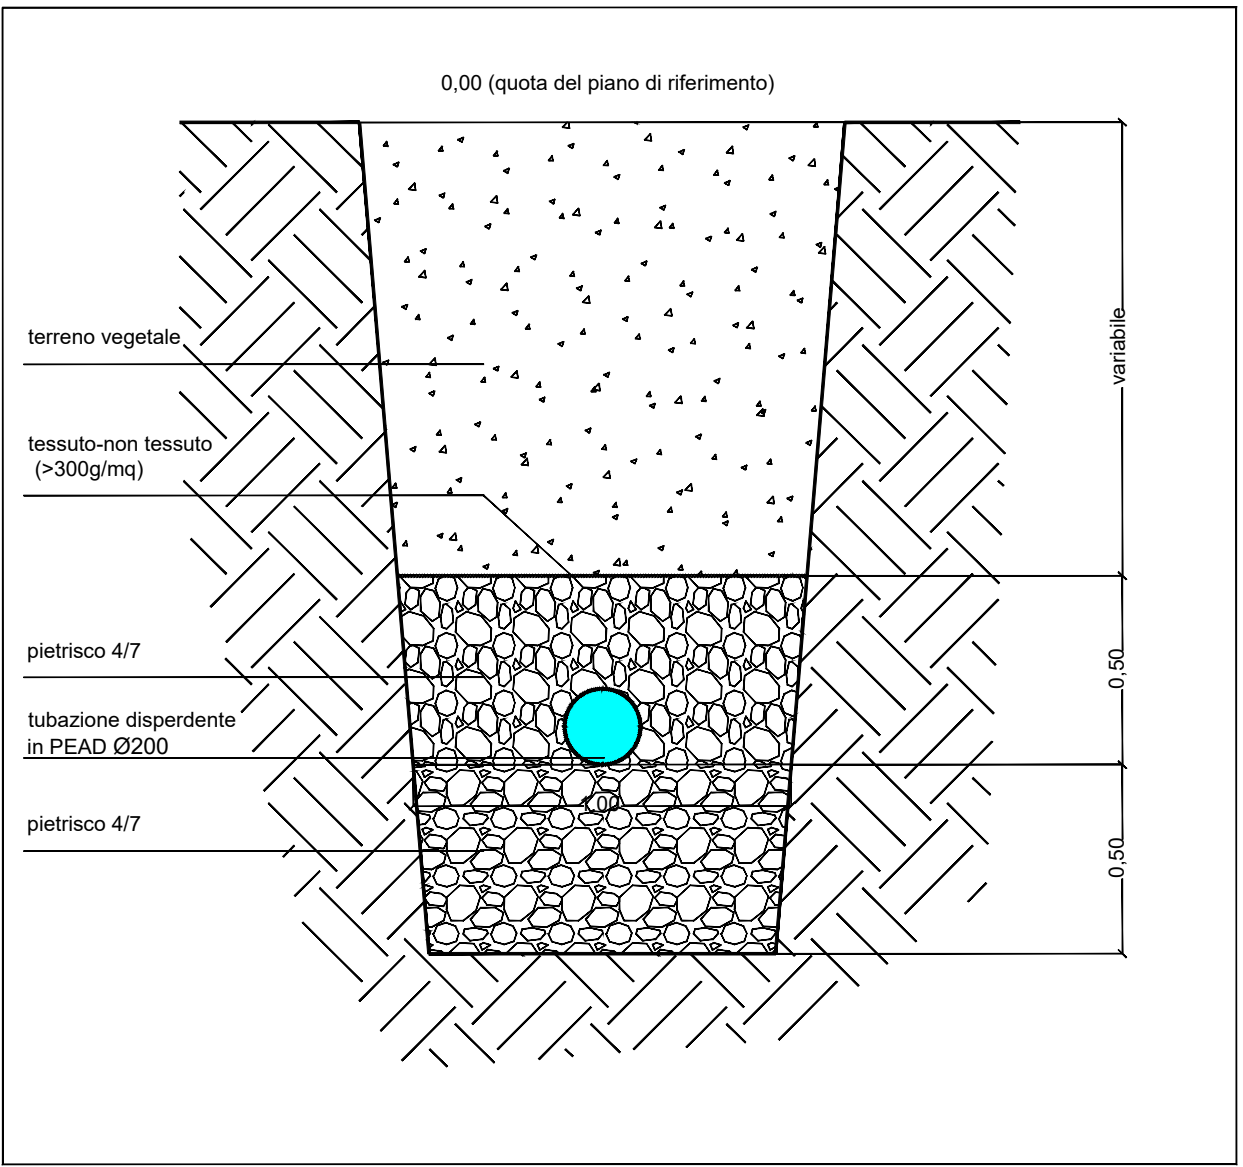 0,00 (quota del piano di riferimento)
terreno vegetale
variabile
tessuto-non tessuto
(>300g/mq)
pietrisco 4/7
0,50
tubazione disperdente
in PEAD Ø200
1.00
pietrisco 4/7
0,50